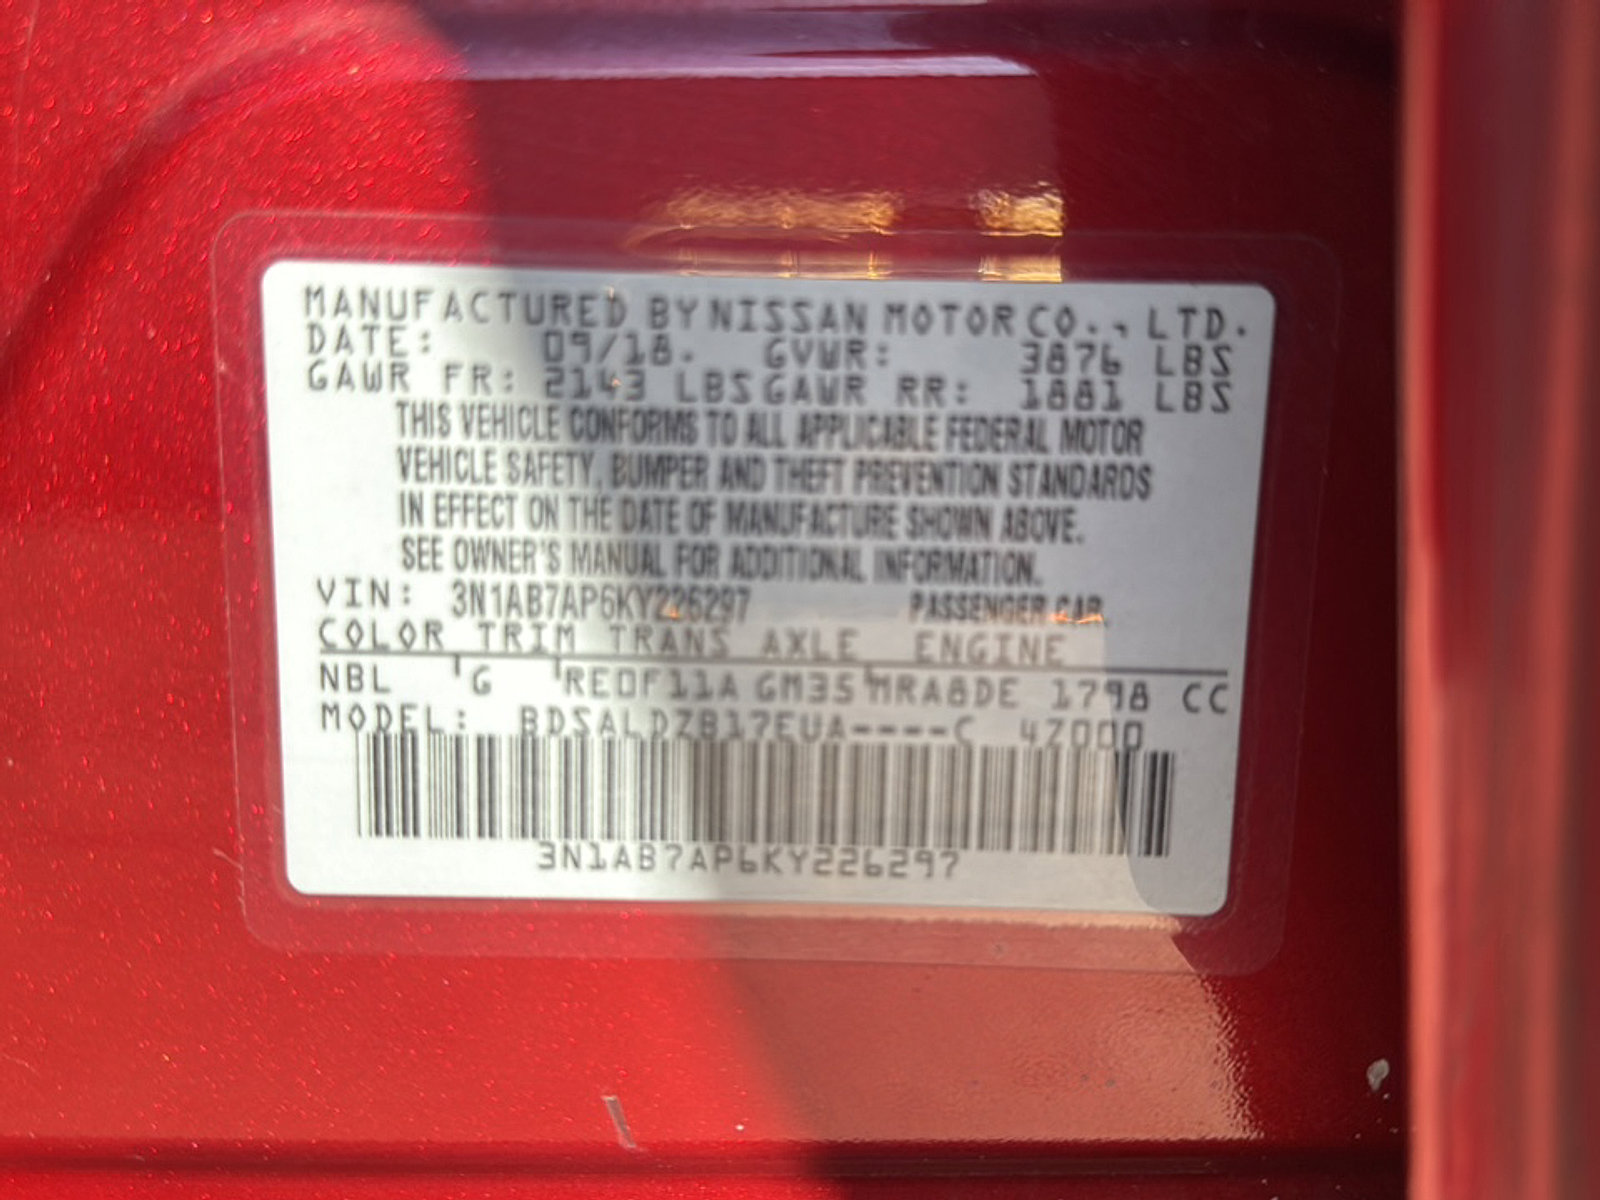 MANUFACTURED BY NISSAN MOTOR CO., LTD.
DATE: 09/18. GVWR: 3876 LBS
GAWR FR: 2143 LBS GAWR RR: 1881 LBS
THIS VEHICLE CONFORMS TO ALL APPLICABLE FEDERAL MOTOR
VEHICLE SAFETY, BUMPER AND THEFT PREVENTION STANDARDS
IN EFFECT ON THE DATE OF MANUFACTURE SHOWN ABOVE.
SEE OWNER'S MANUAL FOR ADDITIONAL INFORMATION.
VIN: 3N1AB7AP6KY226297 PASSENGER CAR
COLOR TRIM TRANS AXLE ENGINE
NBL G RE0F11A GM35 MRA8DE 1798 CC
MODEL: BDSALDZB17EUA----C 4Z000
3N1AB7AP6KY226297